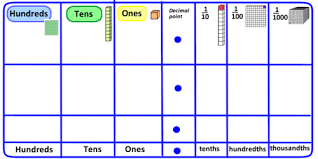 Hundreds Tens Ones Decimal point 1/10 1/100 1/1000
Hundreds Tens Ones tenths hundredths thousandths